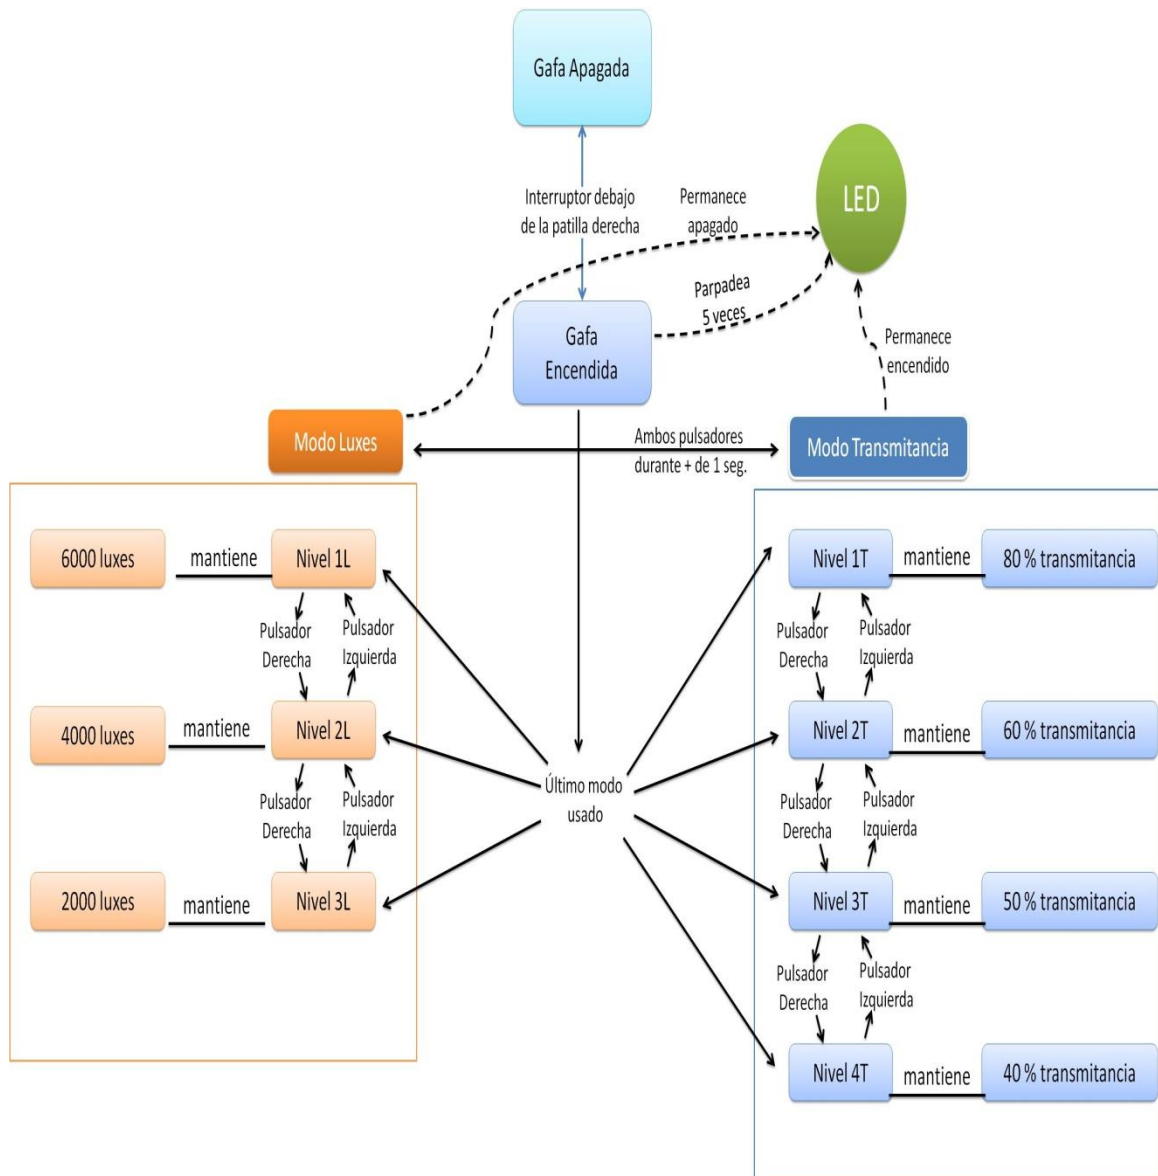 Gafa Apagada
Interruptor debajo
de la patilla derecha
Permanece
apagado
LED
Parpadea
5 veces
Gafa
Encendida
Permanece
encendido
Modo Luxes
Ambos pulsadores
durante + de 1 seg.
Modo Transmitancia
6000 luxes
mantiene
Nivel 1L
Pulsador
Derecha
Pulsador
Izquierda
4000 luxes
mantiene
Nivel 2L
Pulsador
Derecha
Pulsador
Izquierda
2000 luxes
mantiene
Nivel 3L
Último modo
usado
Nivel 1T
mantiene
80 % transmitancia
Pulsador
Derecha
Pulsador
Izquierda
Nivel 2T
mantiene
60 % transmitancia
Pulsador
Derecha
Pulsador
Izquierda
Nivel 3T
mantiene
50 % transmitancia
Pulsador
Derecha
Pulsador
Izquierda
Nivel 4T
mantiene
40 % transmitancia